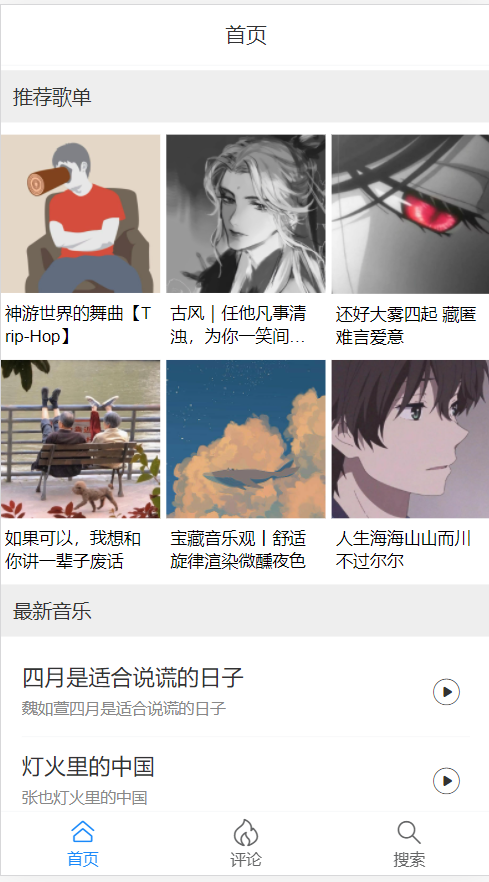 首页
推荐歌单
神游世界的舞曲【T
rip-Hop】
古风｜任他凡事清
浊，为你一笑间…
还好大雾四起 藏匿
难言爱意
如果可以，我想和
你讲一辈子废话
宝藏音乐观丨舒适
旋律渲染微醺夜色
人生海海山山而川
不过尔尔
最新音乐
四月是适合说谎的日子
魏如萱四月是适合说谎的日子
灯火里的中国
张也灯火里的中国
首页
评论
搜索